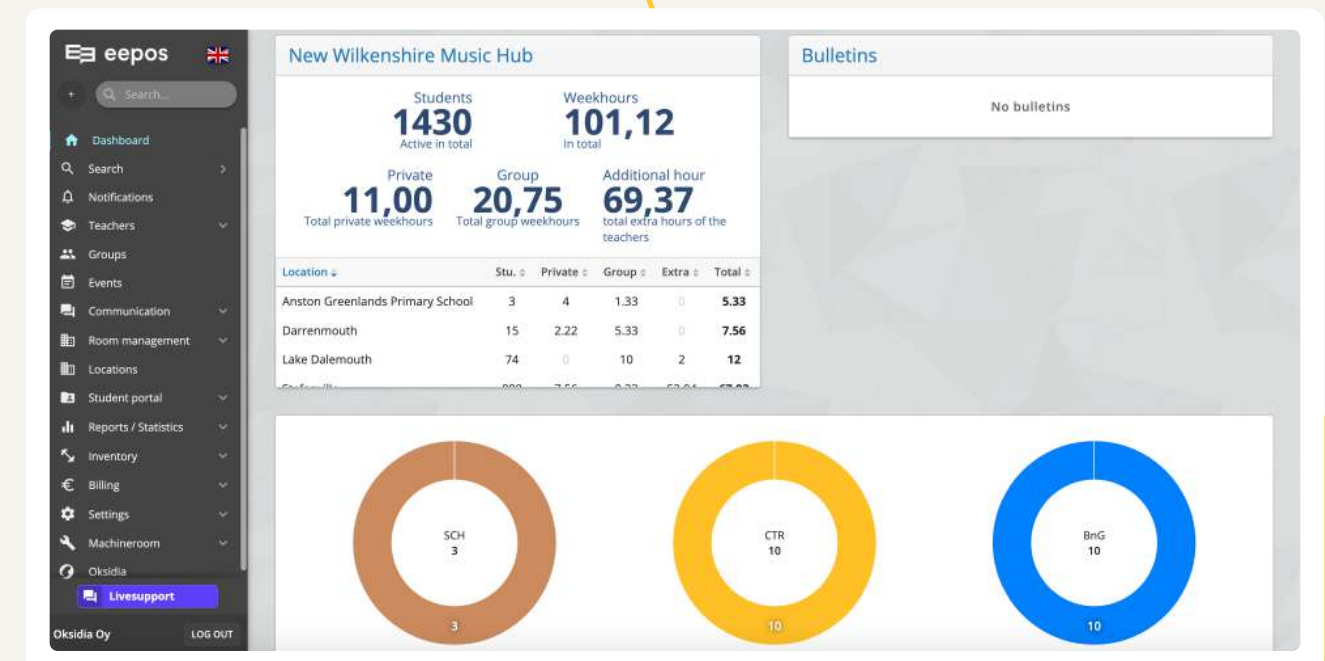 eepos
+ Search...
Dashboard
Search
Notifications
Teachers
Groups
Events
Communication
Room management
Locations
Student portal
Reports / Statistics
Inventory
Billing
Settings
Machineroom
Oksidia
Livesupport
Oksidia Oy LOG OUT
New Wilkenshire Music Hub
Students Weekhours
1430 101,12
Active in total In total
Private Group Additional hour
11,00 20,75 69,37
Total private weekhours Total group weekhours total extra hours of the
teachers
Location Stu. Private Group Extra Total
Anston Greenlands Primary School 3 4 1.33 0 5.33
Darrenmouth 15 2.22 5.33 0 7.56
Lake Dalemouth 74 0 10 2 12
Bulletins
No bulletins
SCH
3
3
CTR
10
10
BnG
10
10